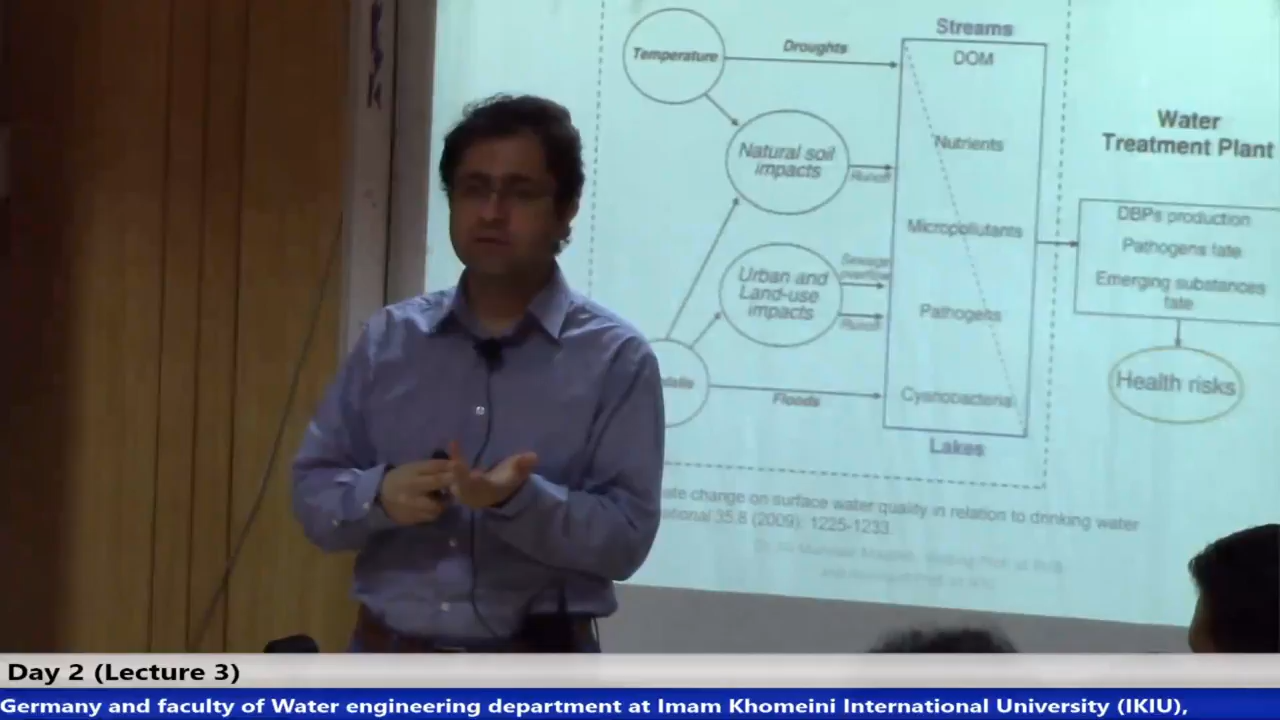 Streams
Temperature
Droughts
DOM
Water
Treatment Plant
Natural soil
impacts
Runoff
Nutrients
Micropollutants
DBPs production
Pathogens fate
Emerging substances
fate
Urban and
Land-use
impacts
Sewage
overflow
Runoff
Pathogens
Health risks
Floods
Cyanobacteria
Lakes
change on surface water quality in relation to drinking water
35.8 (2009): 1225-1233.
Day 2 (Lecture 3)
Germany and faculty of Water engineering department at Imam Khomeini International University (IKIU),